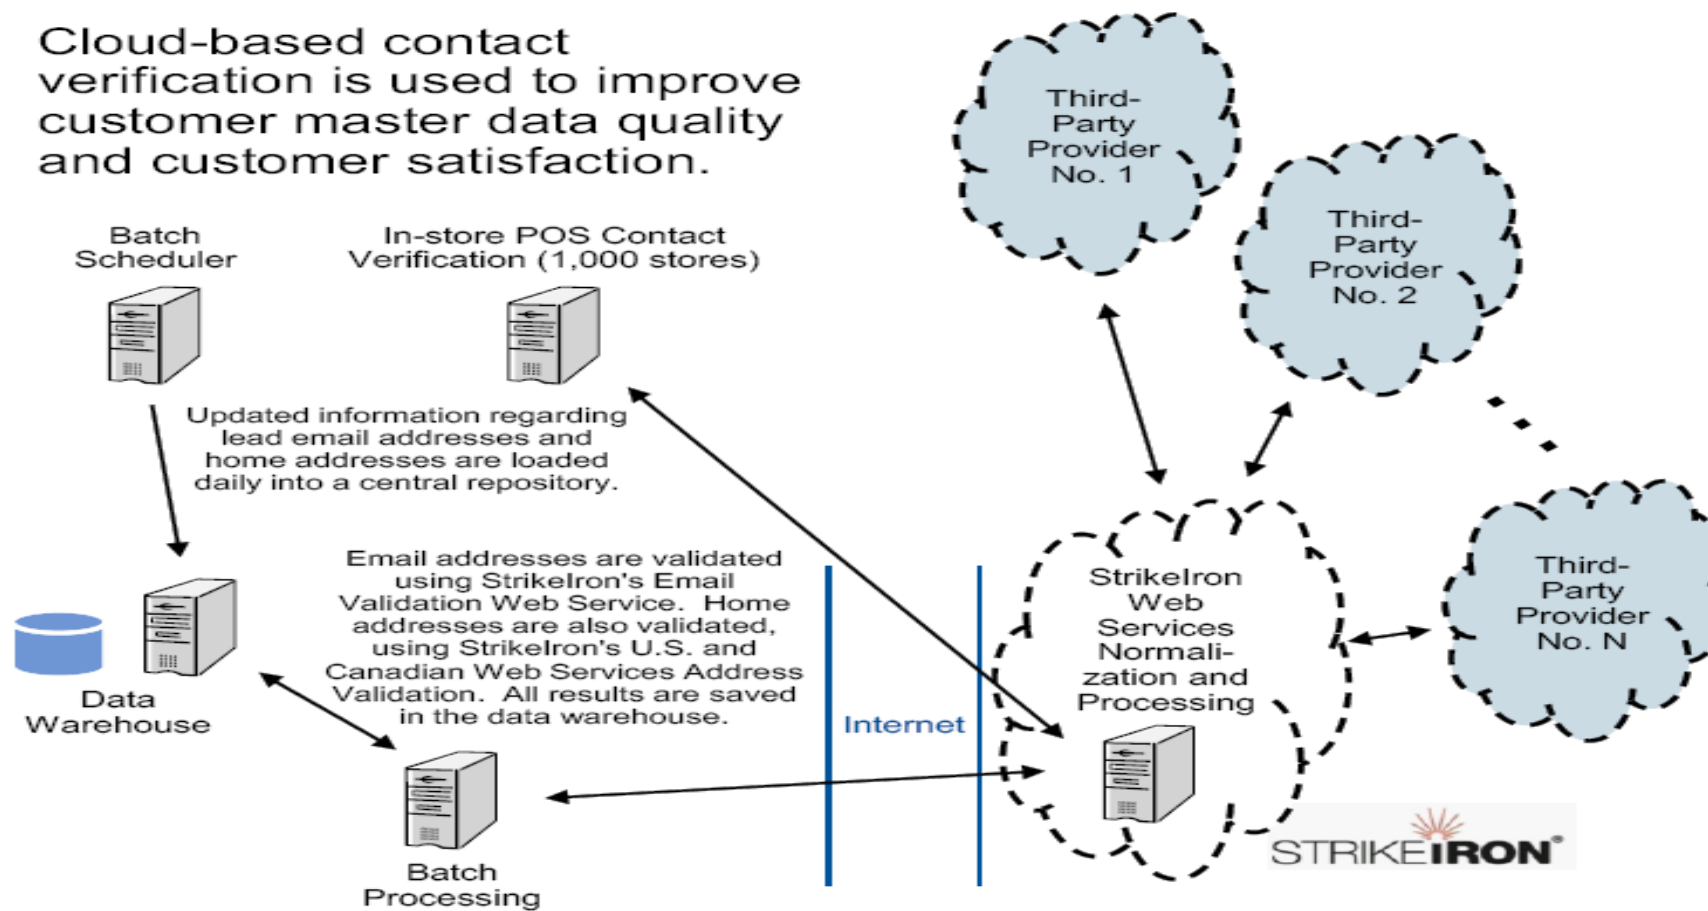 Cloud-based contact
verification is used to improve
customer master data quality
and customer satisfaction.
Third-
Party
Provider
No. 1
Third-
Party
Provider
No. 2
Batch
Scheduler
In-store POS Contact
Verification (1,000 stores)
Updated information regarding
lead email addresses and
home addresses are loaded
daily into a central repository.
Email addresses are validated
using StrikeIron's Email
Validation Web Service.  Home
addresses are also validated,
using StrikeIron's U.S. and
Canadian Web Services Address
Validation.  All results are saved
in the data warehouse.
Data
Warehouse
Internet
StrikeIron
Web
Services
Normali-
zation and
Processing
Third-
Party
Provider
No. N
Batch
Processing
STRIKEIRON®